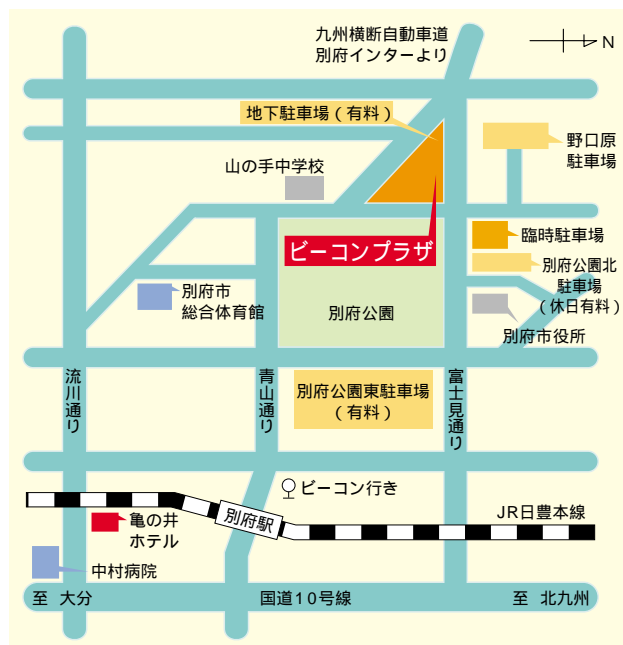 九州横断自動車道
別府インターより
N
地下駐車場(有料)
野口原
駐車場
山の手中学校
臨時駐車場
ビーコンプラザ
別府公園北
駐車場
(休日有料)
別府市
総合体育館
別府公園
別府市役所
流川通り
青山通り
別府公園東駐車場
(有料)
富士見通り
ビーコン行き
別府駅
JR日豊本線
亀の井
ホテル
中村病院
至 大分
国道10号線
至 北九州